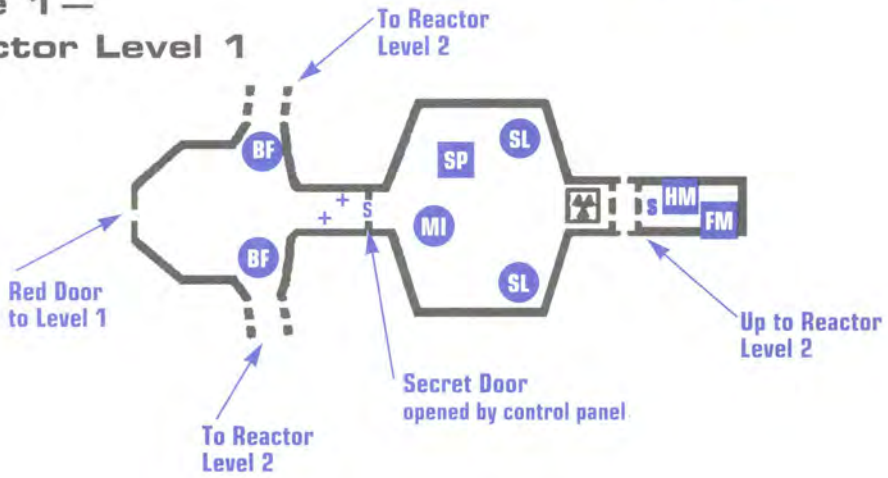 1—
Level 1
To Reactor
Level 2
BF
SL
SP
HM
S
S
FM
+
+
MI
BF
SL
Red Door
to Level 1
Up to Reactor
Level 2
Secret Door
opened by control panel
To Reactor
Level 2